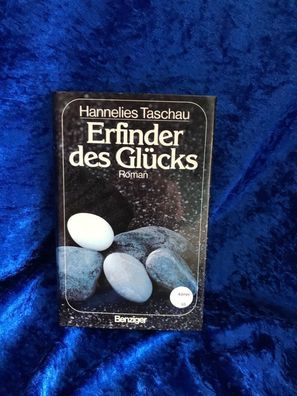 Hannelies Taschau
Erfinder
des Glücks
Roman
Benziger